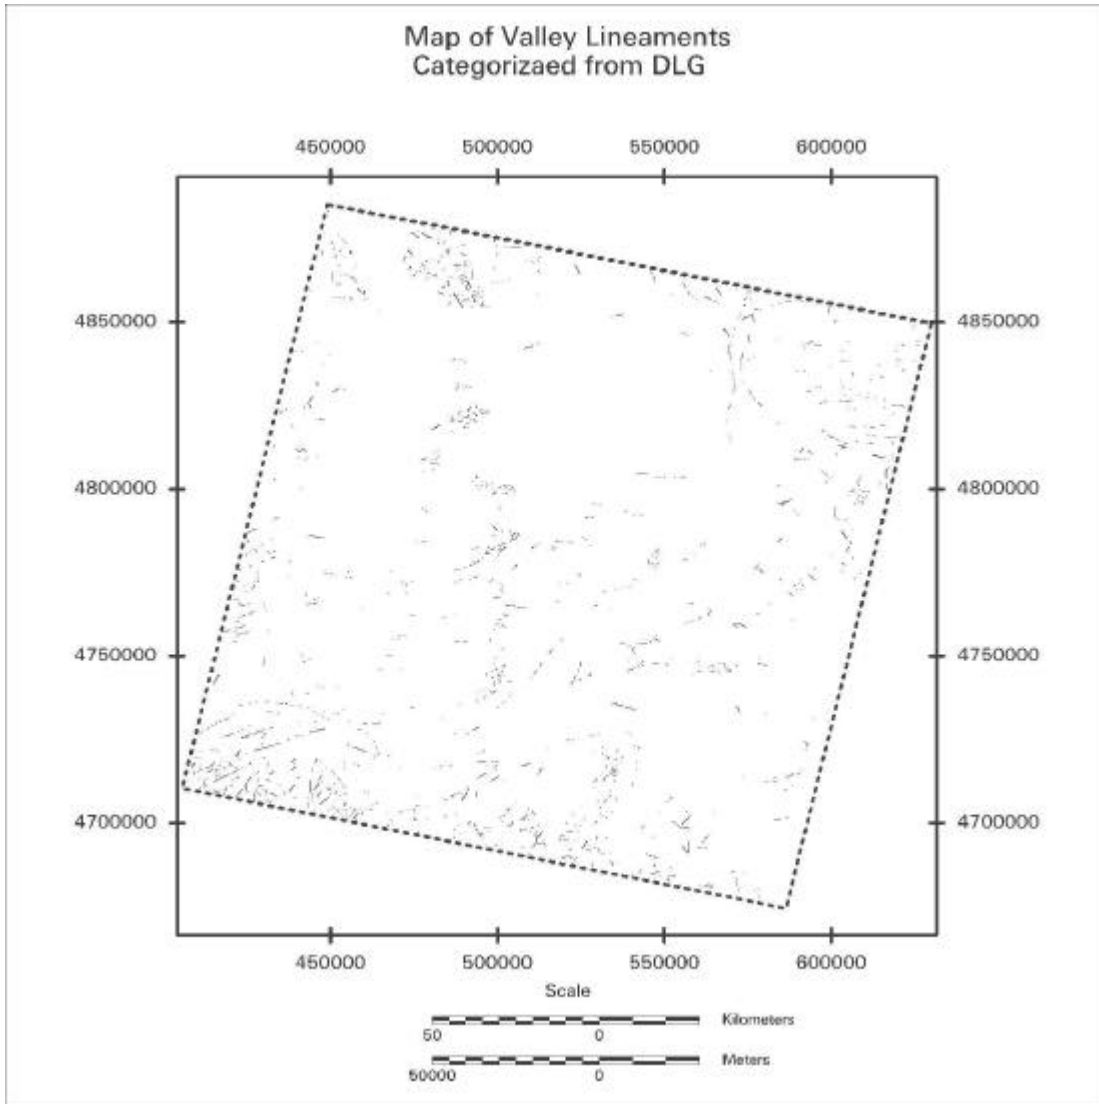 Map of Valley Lineaments
Categorizaed from DLG
450000 500000 550000 600000
4850000 4850000
4800000 4800000
4750000 4750000
4700000 4700000
450000 500000 550000 600000
Scale
Kilometers
50 0
Meters
50000 0